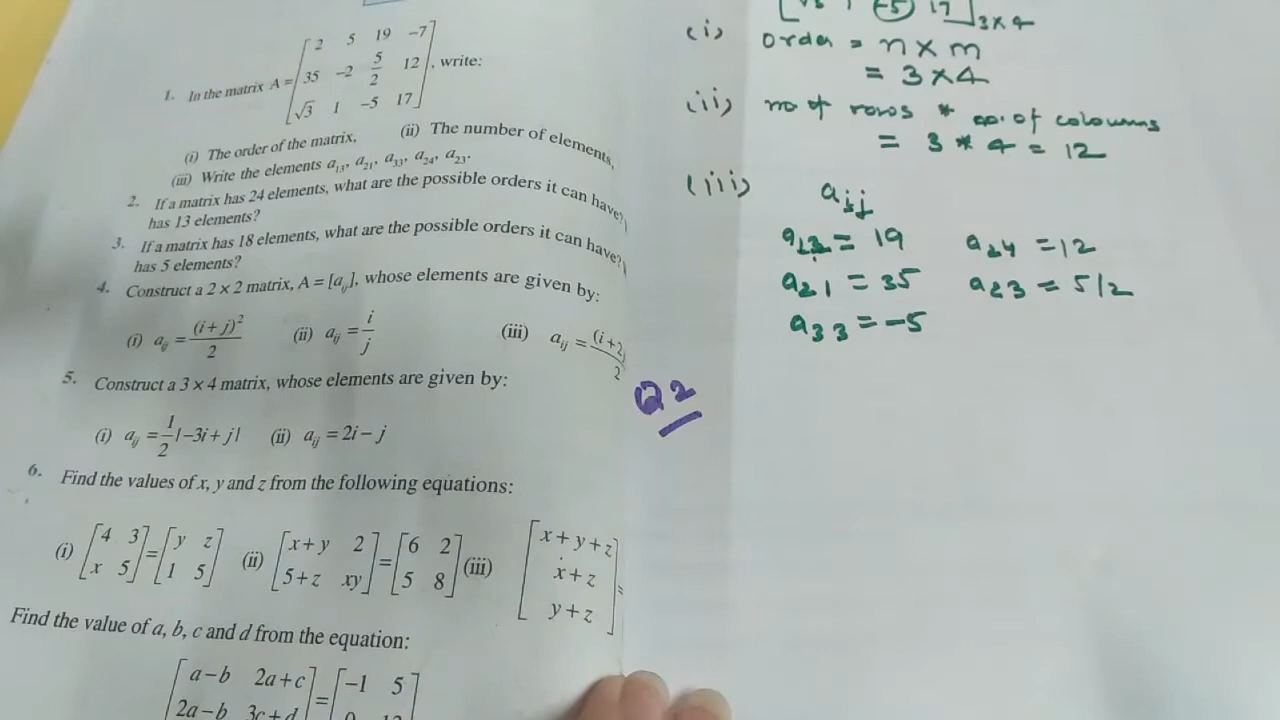 1. In the matrix A = [2 5 19 −7
35 −2 5/2 12
√3 1 −5 17], write:
(i) The order of the matrix, (ii) The number of elements,
(iii) Write the elements a₁₃, a₂₁, a₃₃, a₂₄, a₂₃.
2. If a matrix has 24 elements, what are the possible orders it can have?
has 13 elements?
3. If a matrix has 18 elements, what are the possible orders it can have?
has 5 elements?
4. Construct a 2 × 2 matrix, A = [aᵢⱼ], whose elements are given by:
(i) aᵢⱼ = (i + j)²/2 (ii) aᵢⱼ = i/j (iii) aᵢⱼ = (i + 2/2
5. Construct a 3 × 4 matrix, whose elements are given by:
(i) aᵢⱼ = 1/2 |−3i + j| (ii) aᵢⱼ = 2i − j
6. Find the values of x, y and z from the following equations:
(i) [4 3
x 5] = [y z
1 5] (ii) [x + y 2
5 + z xy] = [6 2
5 8] (iii) [x + y + z
x + z
y + z] =
Find the value of a, b, c and d from the equation:
[a − b 2a + c
2a − b 3c + d] = [−1 5
-5 17] 3×4
(i) Order = n × m
= 3 × 4
(ii) no of rows * no. of coloumns
= 3 * 4 = 12
(iii) aᵢⱼ
a₁₃ = 19 a₂₄ = 12
a₂₁ = 35 a₂₃ = 5/2
a₃₃ = −5
Q2